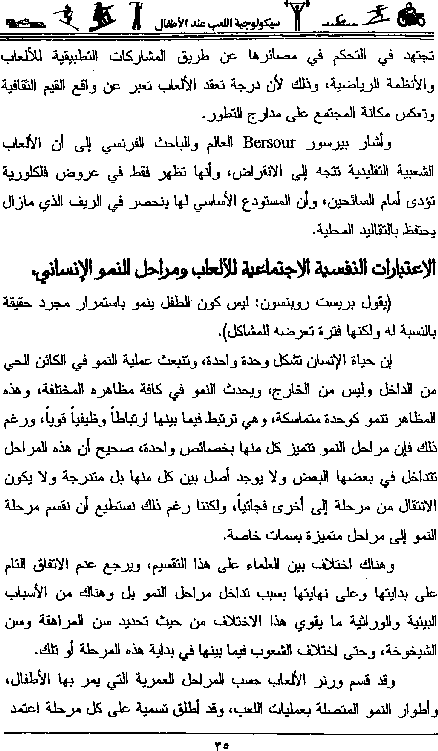 سيكولوجية اللعب عند الأطفال
تجتهد في التحكم في مصائرها عن طريق المشاركات التطبيقية للألعاب
والأنظمة الرياضية، وذلك لأن درجة تعقد الألعاب تعبر عن واقع القيم الثقافية
وتعكس مكانة المجتمع على مدارج التطور.
وأشار بيرسور Bersour العالم والباحث الفرنسي إلى أن الألعاب
الشعبية التقليدية تتجه إلى الانقراض، وأنها تظهر فقط في عروض فلكلورية
تؤدى أمام السائحين، وأن المستودع الأساسي لها ينحصر في الريف الذي مازال
يحتفظ بالتقاليد المحلية.
الاعتبارات النفسية الاجتماعية للألعاب ومراحل النمو الإنساني.
(يقول بريست روبنسون: ليس كون الطفل ينمو باستمرار مجرد حقيقة
بالنسبة له ولكنها فترة تعرضه للمشاكل).
إن حياة الإنسان تشكل وحدة واحدة، وتنبعث عملية النمو في الكائن الحي
من الداخل وليس من الخارج، ويحدث النمو في كافة مظاهره المختلفة، وهذه
المظاهر تنمو كوحدة متماسكة، وهي ترتبط فيما بينها ارتباطاً وظيفياً قوياً، ورغم
ذلك فإن مراحل النمو تتميز كل منها بخصائص واحدة، صحيح أن هذه المراحل
تتداخل في بعضها البعض ولا يوجد أصل بين كل منها بل متدرجة ولا يكون
الانتقال من مرحلة إلى أخرى فجائياً، ولكننا رغم ذلك نستطيع أن نقسم مرحلة
النمو إلى مراحل متميزة بسمات خاصة.
وهناك اختلاف بين العلماء على هذا التقسيم، ويرجع عدم الاتفاق التام
على بدايتها وعلى نهايتها بسبب تداخل مراحل النمو بل وهناك من الأسباب
البيئية والوراثية ما يقوي هذا الاختلاف من حيث تحديد سن المراهقة وسن
الشيخوخة، وحتى اختلاف الشعوب فيما بينها في بداية هذه المرحلة أو تلك.
وقد قسم ورنر الألعاب حسب المراحل العمرية التي يمر بها الأطفال،
وأطوار النمو المتصلة بعمليات اللعب، وقد أطلق تسمية على كل مرحلة اعتمد
٣٥